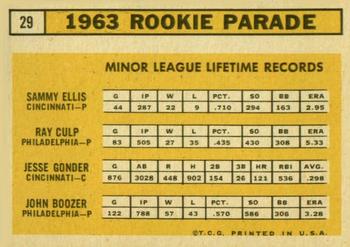 29 1963 ROOKIE PARADE
MINOR LEAGUE LIFETIME RECORDS
SAMMY ELLIS
CINCINNATI—P
G IP W L PCT. SO BB ERA
44 287 22 9 .710 294 163 2.95
RAY CULP
PHILADELPHIA—P
G IP W L PCT. SO BB ERA
83 505 27 35 .435 430 308 5.33
JESSE GONDER
CINCINNATI—C
G AB R H 2B 3B HR RBI AVG.
876 3028 448 902 154 26 121 536 .298
JOHN BOOZER
PHILADELPHIA—P
G IP W L PCT. SO BB ERA
122 788 57 43 .570 586 306 3.28
©T.C.G. PRINTED IN U.S.A.